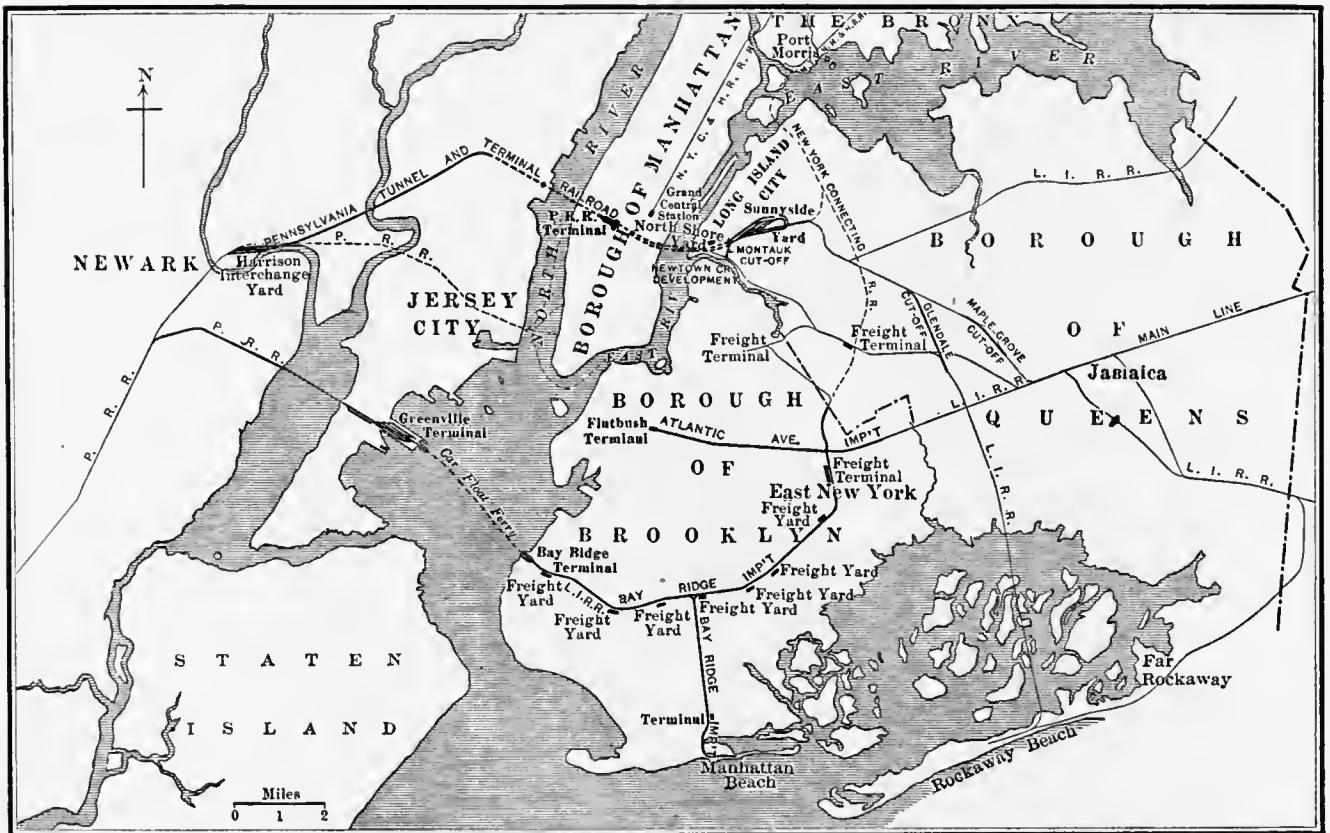 THE BRONX
Port
Morris
EAST RIVER
N
NORTH RIVER
BOROUGH OF MANHATTAN
N. Y. C. & H. R. R. R.
Grand
Central
Station
PENNSYLVANIA TUNNEL AND TERMINAL RAILROAD
P. R. R.
Terminal
North Shore
Yard
LONG ISLAND
CITY
Sunnyside
Yard
MONTAUK
CUT-OFF
NEW YORK CONNECTING R.R.
NEWTOWN CR.
DEVELOPMENT
L. I. R. R.
NEWARK
Harrison
Interchange
Yard
P. R. R.
JERSEY
CITY
P. R. R.
P. R. R.
EAST RIV
BOROUGH
OF
QUEENS
Freight
Terminal
Freight
Terminal
GLENDALE
CUT-OFF
MAPLE GROVE
CUT-OFF
MAIN LINE
Jamaica
L. I. R. R.
L. I. R. R.
L. I. R. R.
Greenville
Terminal
Car Float Ferry
BOROUGH
OF
BROOKLYN
Flutbush
Terminal
ATLANTIC AVE. IMP'T
Freight
Terminal
East New York
Freight
Yard
Bay Ridge
Terminal
Freight
Yard
L.I.R.R. BAY RIDGE IMP'T
Freight
Yard
Freight
Yard
Freight Yard
Freight Yard
Freight Yard
BAY RIDGE IMP'T
Terminal
Manhattan
Beach
Far
Rockaway
Rockaway Beach
STATEN
ISLAND
Miles
0 1 2